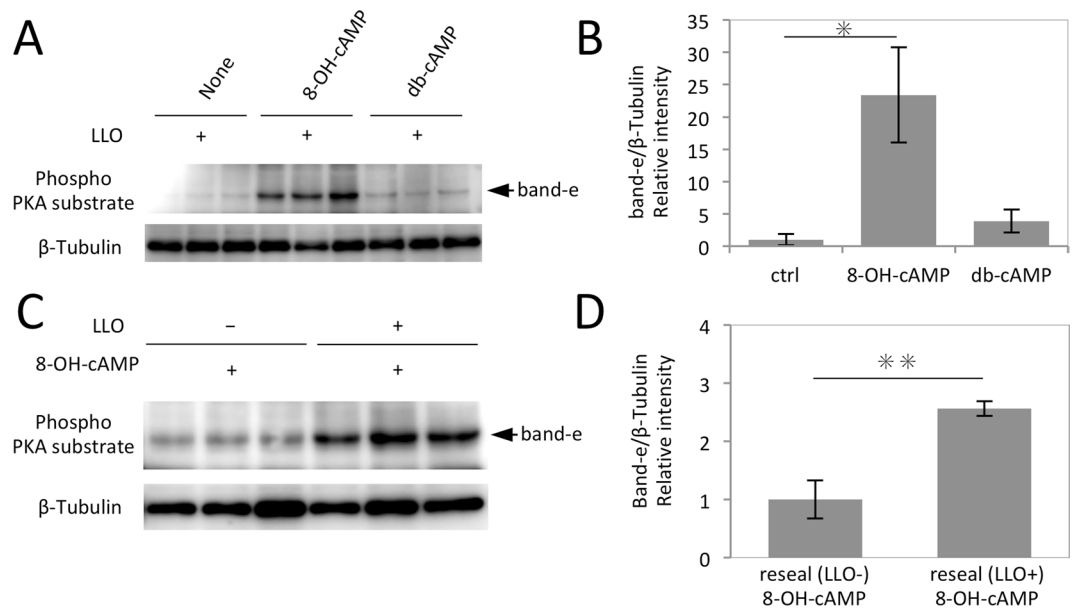 A
None
8-OH-cAMP
db-cAMP
LLO
+ + +
Phospho
PKA substrate
band-e
β-Tubulin
B
band-e/β-Tubulin
Relative intensity
35
30
25
20
15
10
5
0
✳
ctrl 8-OH-cAMP db-cAMP
C
LLO – +
8-OH-cAMP + +
Phospho
PKA substrate
band-e
β-Tubulin
D
Band-e/β-Tubulin
Relative intensity
4
3
2
1
0
✳✳
reseal (LLO-) reseal (LLO+)
8-OH-cAMP 8-OH-cAMP